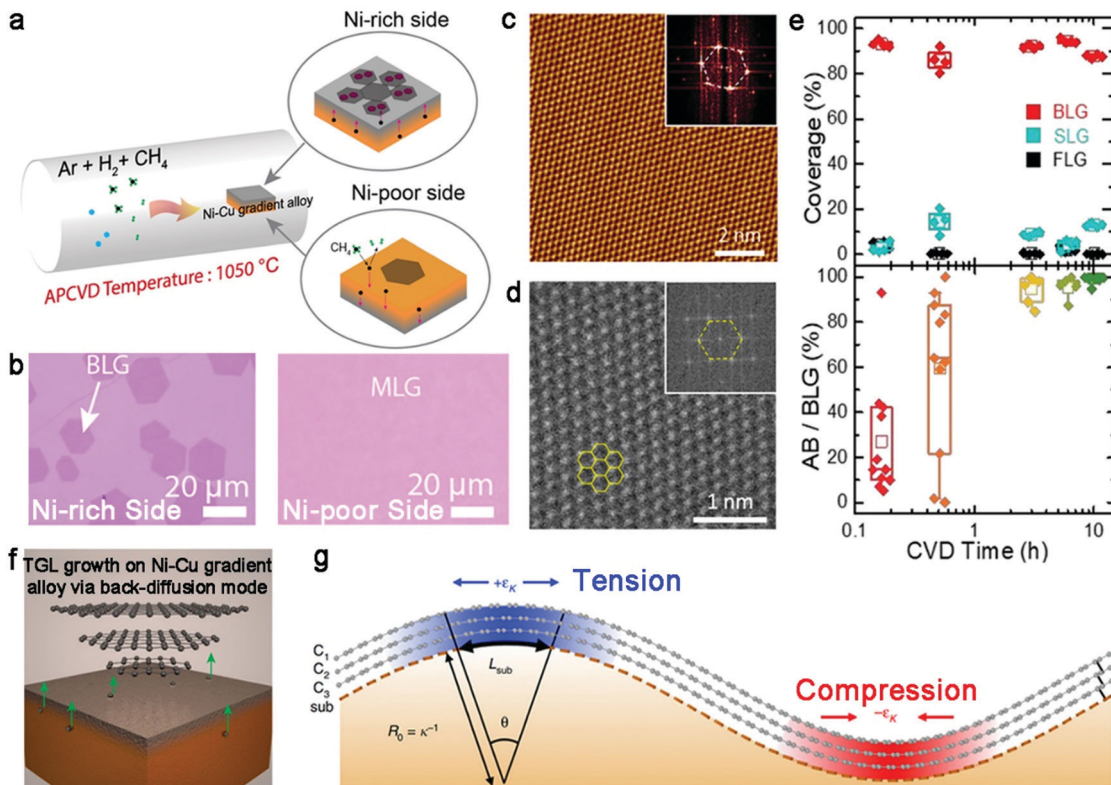 a
Ni-rich side
Ar + H2+ CH4
Ni-Cu gradient alloy
APCVD Temperature : 1050 °C
Ni-poor side
CH4
b
BLG
20 µm
Ni-rich Side
MLG
20 µm
Ni-poor Side
c
2 nm
d
1 nm
e
Coverage (%)
100
80
60
40
20
0
BLG
SLG
FLG
AB / BLG (%)
100
80
60
40
20
0
0.1
1
10
CVD Time (h)
f
TGL growth on Ni-Cu gradient
alloy via back-diffusion mode
g
+εK
Tension
C1
C2
C3
sub
Lsub
θ
R0 = κ−1
Compression
−εK